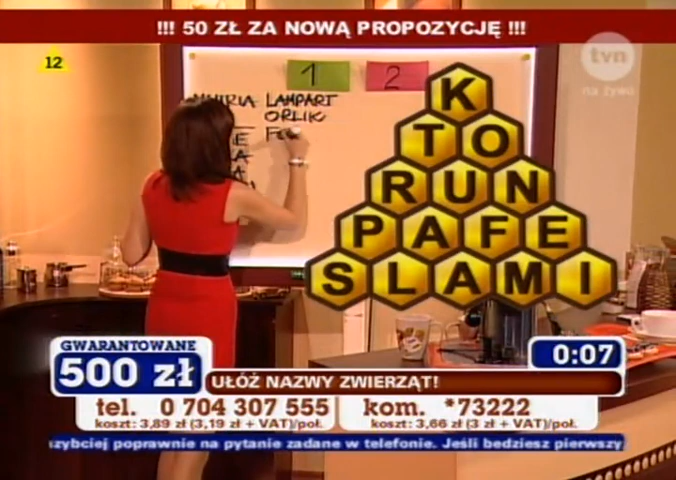 !!! 50 ZŁ ZA NOWĄ PROPOZYCJĘ !!!
12
tvn
na żywo
1
2
LAMPART
ORLIK
K
T O
R U N
P A F E
S L A M I
GWARANTOWANE
500 zł
0:07
UŁÓŻ NAZWY ZWIERZĄT!
tel. 0 704 307 555
koszt: 3,89 zł (3,19 zł + VAT)/poł.
kom. *73222
koszt: 3,66 zł (3 zł + VAT)/poł.
szybciej poprawnie na pytanie zadane w telefonie. Jeśli bedziesz pierwszy